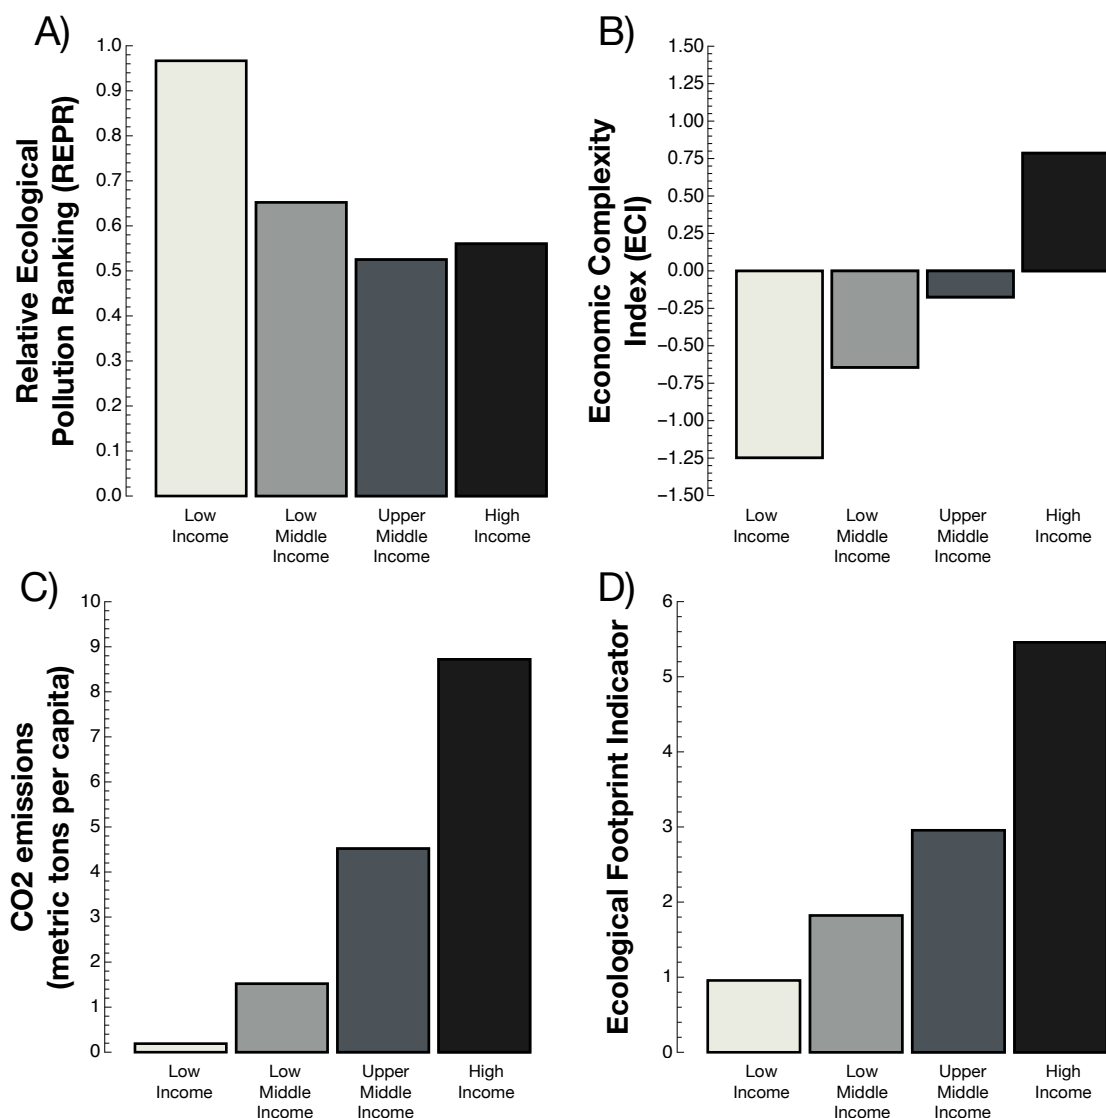 A)
Relative Ecological
Pollution Ranking (REPR)
1.0
0.9
0.8
0.7
0.6
0.5
0.4
0.3
0.2
0.1
0.0
Low
Income
Low
Middle
Income
Upper
Middle
Income
High
Income
B)
Economic Complexity
Index (ECI)
1.50
1.25
1.00
0.75
0.50
0.25
0.00
−0.25
−0.50
−0.75
−1.00
−1.25
−1.50
Low
Income
Low
Middle
Income
Upper
Middle
Income
High
Income
C)
CO2 emissions
(metric tons per capita)
10
9
8
7
6
5
4
3
2
1
0
Low
Income
Low
Middle
Income
Upper
Middle
Income
High
Income
D)
Ecological Footprint Indicator
6
5
4
3
2
1
0
Low
Income
Low
Middle
Income
Upper
Middle
Income
High
Income